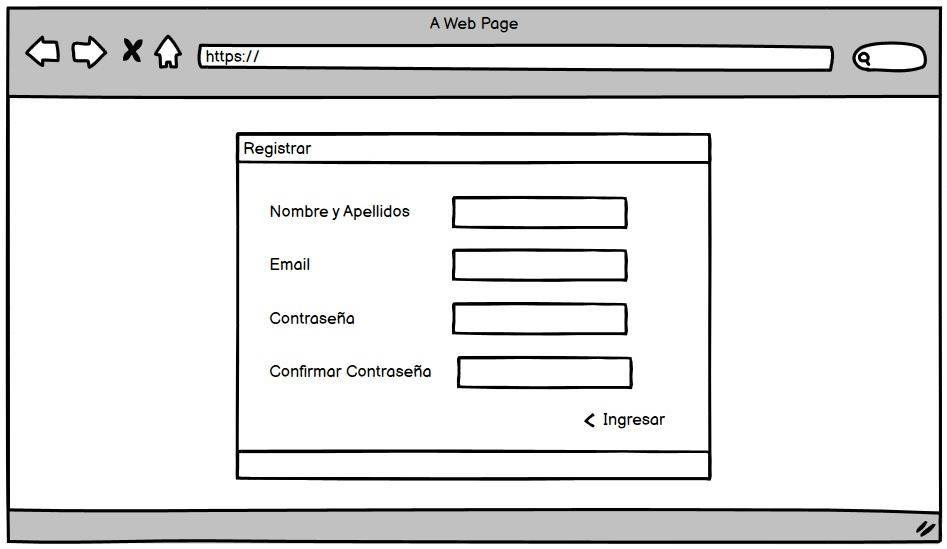 A Web Page
https://
Registrar
Nombre y Apellidos
Email
Contraseña
Confirmar Contraseña
Ingresar